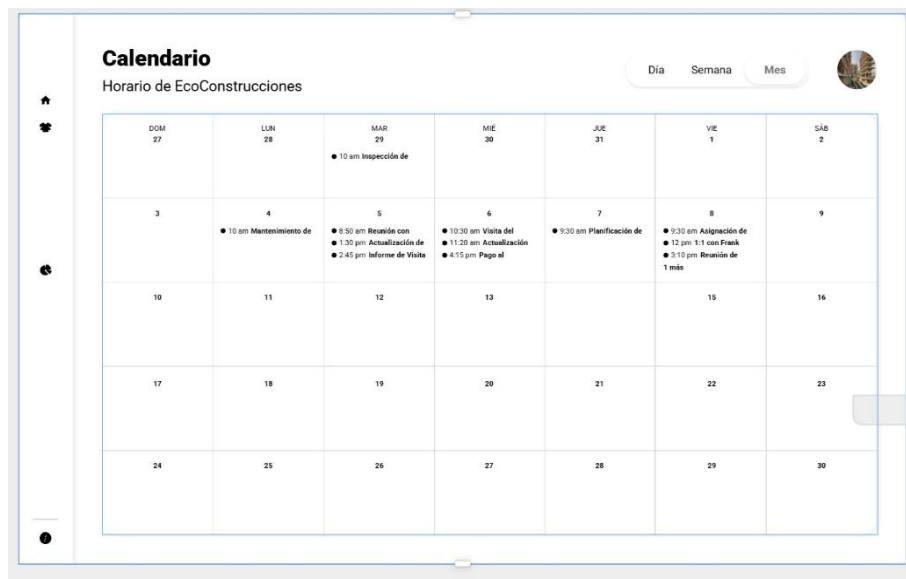 Calendario
Horario de EcoConstrucciones
Día Semana Mes
DOM LUN MAR MIÉ JUE VIE SÁB
27 28 29 30 31 1 2
10 am Inspección de
3 4 5 6 7 8 9
10 am Mantenimiento de
8:50 am Reunión con
1:30 pm Actualización de
2:45 pm Informe de Visita
10:30 am Visita del
11:20 am Actualización
4:15 pm Pago al
9:30 am Planificación de
9:30 am Asignación de
12 pm 1:1 con Frank
3:10 pm Reunión de
1 más
10 11 12 13 15 16
17 18 19 20 21 22 23
24 25 26 27 28 29 30